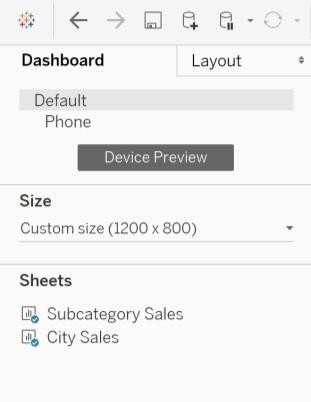 Dashboard
Layout
Default
Phone
Device Preview
Size
Custom size (1200 x 800)
Sheets
Subcategory Sales
City Sales